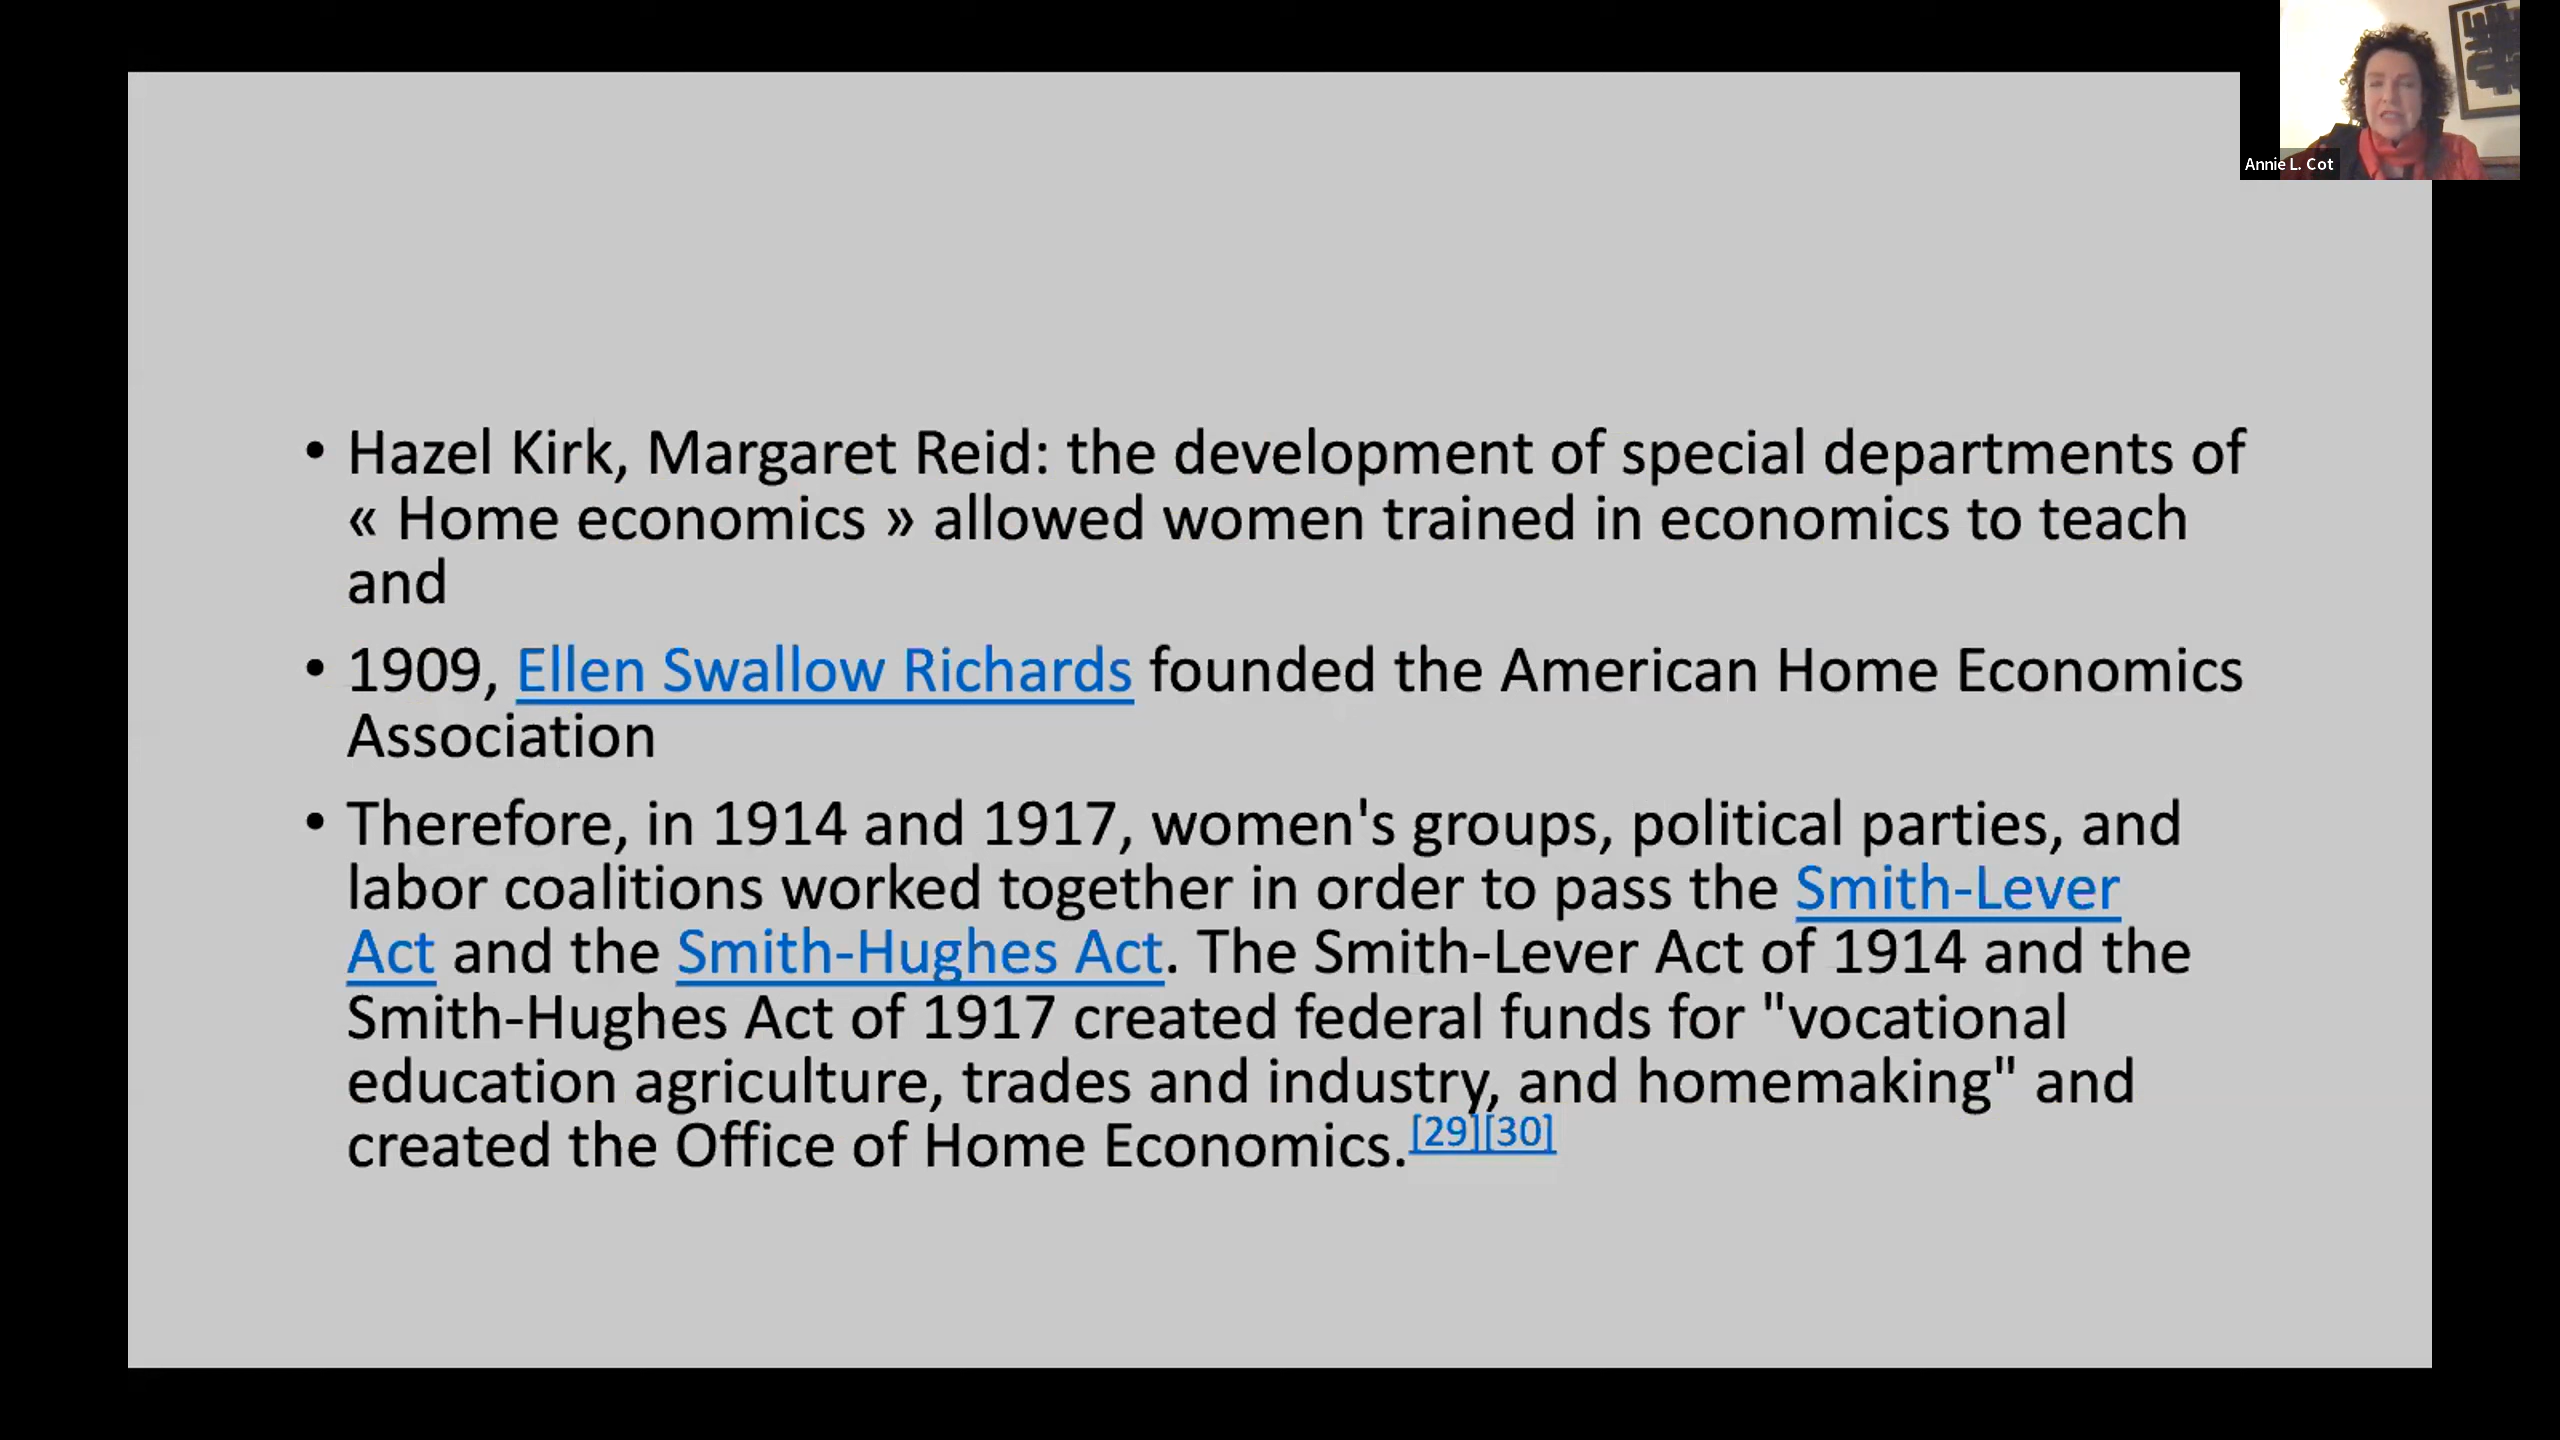 Annie L. Cot
• Hazel Kirk, Margaret Reid: the development of special departments of
« Home economics » allowed women trained in economics to teach
and
• 1909, Ellen Swallow Richards founded the American Home Economics
Association
• Therefore, in 1914 and 1917, women's groups, political parties, and
labor coalitions worked together in order to pass the Smith-Lever
Act and the Smith-Hughes Act. The Smith-Lever Act of 1914 and the
Smith-Hughes Act of 1917 created federal funds for "vocational
education agriculture, trades and industry, and homemaking" and
created the Office of Home Economics.[29][30]